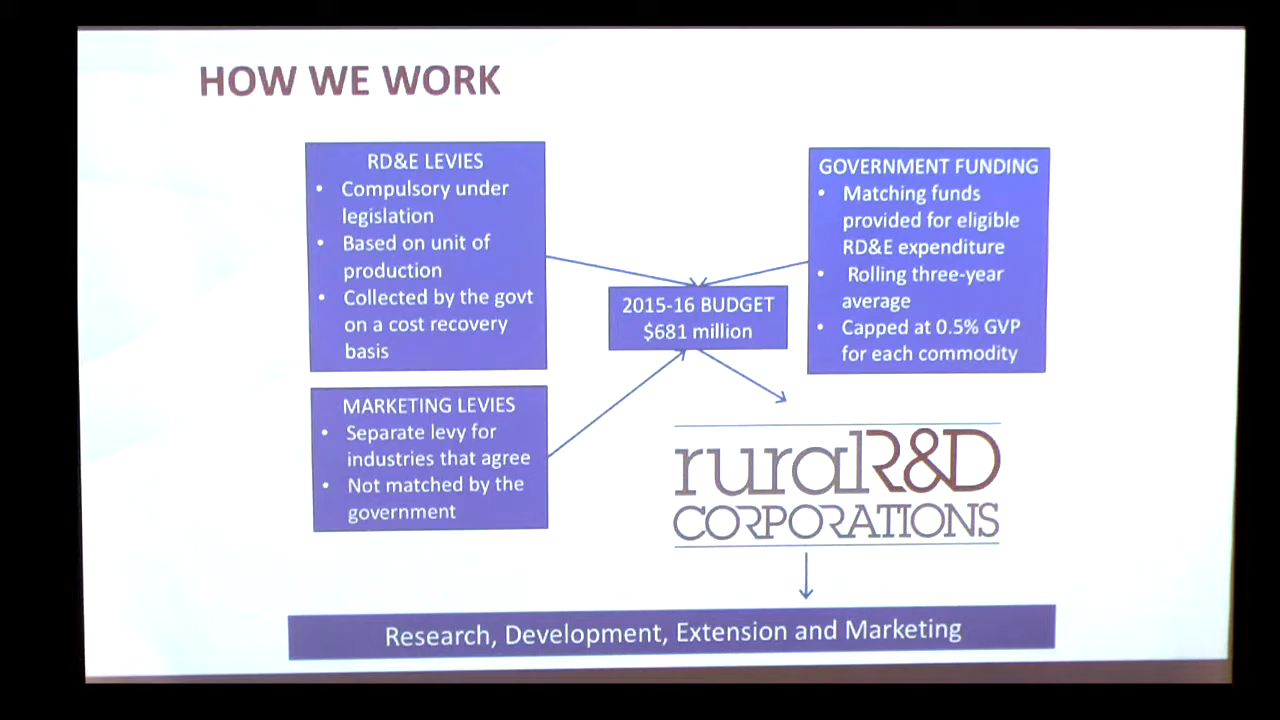 HOW WE WORK
RD&E LEVIES
• Compulsory under
legislation
• Based on unit of
production
• Collected by the govt
on a cost recovery
basis
GOVERNMENT FUNDING
• Matching funds
provided for eligible
RD&E expenditure
• Rolling three-year
average
• Capped at 0.5% GVP
for each commodity
2015-16 BUDGET
$681 million
MARKETING LEVIES
• Separate levy for
industries that agree
• Not matched by the
government
ruralR&D
CORPORATIONS
Research, Development, Extension and Marketing